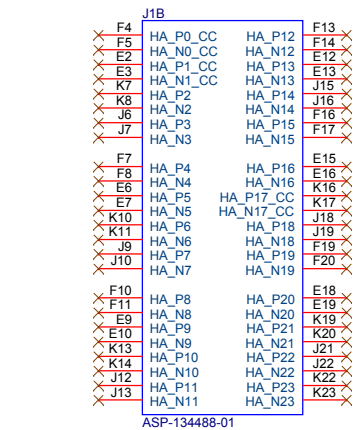 J1B
F4 HA_P0_CC HA_P12 F13
F5 HA_N0_CC HA_N12 F14
E2 HA_P1_CC HA_P13 E12
E3 HA_N1_CC HA_N13 E13
K7 HA_P2 HA_P14 J15
K8 HA_N2 HA_N14 J16
J6 HA_P3 HA_P15 F16
J7 HA_N3 HA_N15 F17
F7 HA_P4 HA_P16 E15
F8 HA_N4 HA_N16 E16
E6 HA_P5 HA_P17_CC K16
E7 HA_N5 HA_N17_CC K17
K10 HA_P6 HA_P18 J18
K11 HA_N6 HA_N18 J19
J9 HA_P7 HA_P19 F19
J10 HA_N7 HA_N19 F20
F10 HA_P8 HA_P20 E18
F11 HA_N8 HA_N20 E19
E9 HA_P9 HA_P21 K19
E10 HA_N9 HA_N21 K20
K13 HA_P10 HA_P22 J21
K14 HA_N10 HA_N22 J22
J12 HA_P11 HA_P23 K22
J13 HA_N11 HA_N23 K23
ASP-134488-01